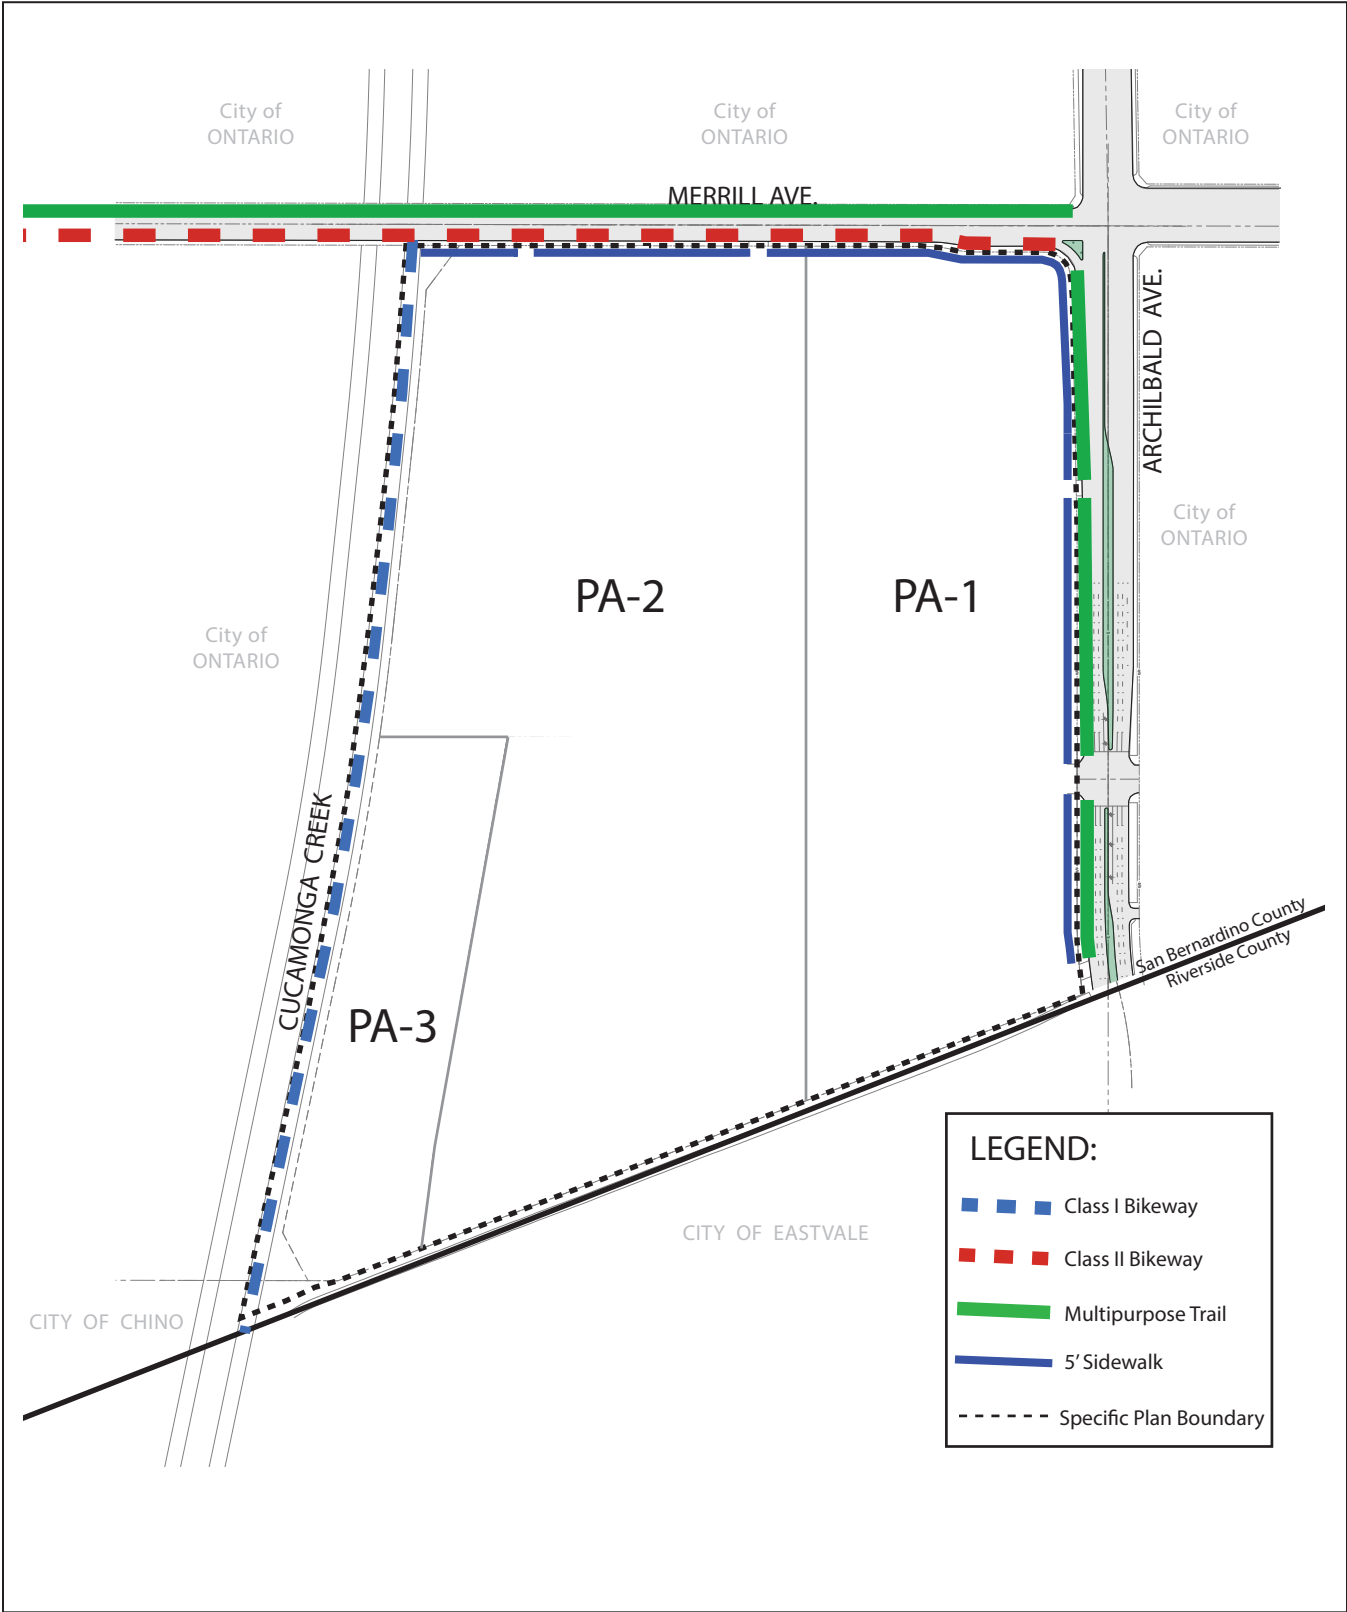 City of
ONTARIO
City of
ONTARIO
City of
ONTARIO
MERRILL AVE.
ARCHILBALD AVE.
City of
ONTARIO
PA-2
PA-1
City of
ONTARIO
CUCAMONGA CREEK
San Bernardino County
Riverside County
PA-3
LEGEND:
Class I Bikeway
Class II Bikeway
Multipurpose Trail
5' Sidewalk
Specific Plan Boundary
CITY OF EASTVALE
CITY OF CHINO